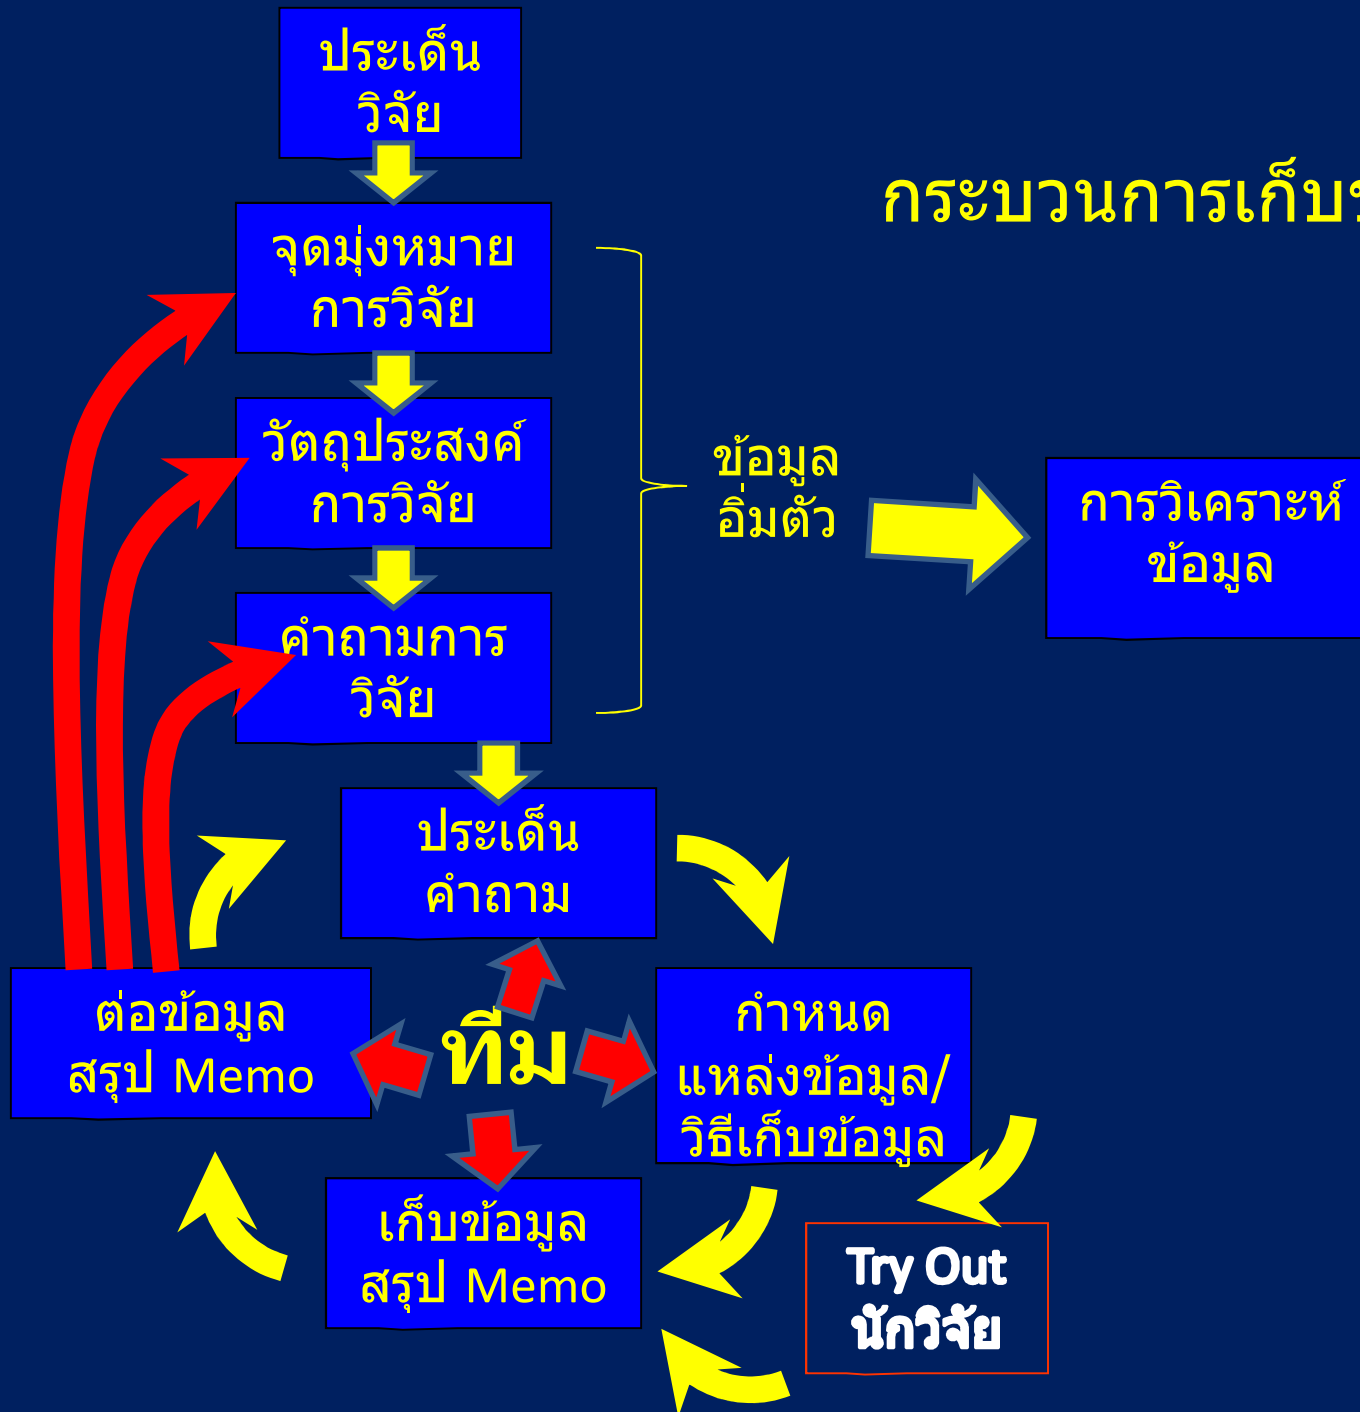 ประเด็น
วิจัย
กระบวนการเก็บ
จุดมุ่งหมาย
การวิจัย
วัตถุประสงค์
การวิจัย
ข้อมูล
อิ่มตัว
การวิเคราะห์
ข้อมูล
คำถามการ
วิจัย
ประเด็น
คำถาม
ต่อข้อมูล
สรุป Memo
ทีม
กำหนด
แหล่งข้อมูล/
วิธีเก็บข้อมูล
เก็บข้อมูล
สรุป Memo
Try Out
นักวิจัย